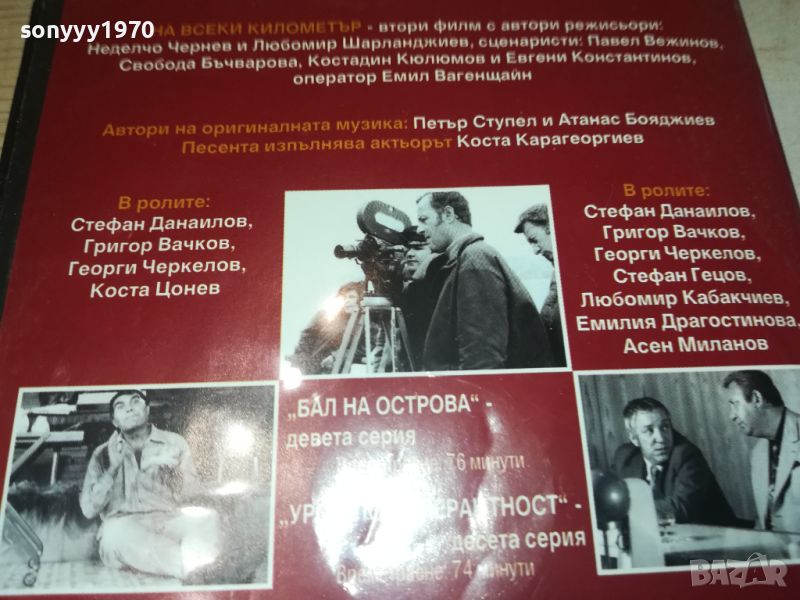 sonyyy1970
НА ВСЕКИ КИЛОМЕТЪР - втори филм с автори режисьори:
Неделчо Чернев и Любомир Шарланджиев, сценаристи: Павел Вежинов,
Свобода Бъчварова, Костадин Кюлюмов и Евгени Константинов,
оператор Емил Вагенщайн
Автори на оригиналната музика: Петър Ступел и Атанас Бояджиев
Песента изпълнява актьорът Коста Карагеоргиев
В ролите:
Стефан Данаилов,
Григор Вачков,
Георги Черкелов,
Коста Цонев
В ролите:
Стефан Данаилов,
Григор Вачков,
Георги Черкелов,
Стефан Гецов,
Любомир Кабакчиев,
Емилия Драгостинова,
Асен Миланов
„БАЛ НА ОСТРОВА“ -
девета серия
76 минути
десета серия
74 минути
BAZAR